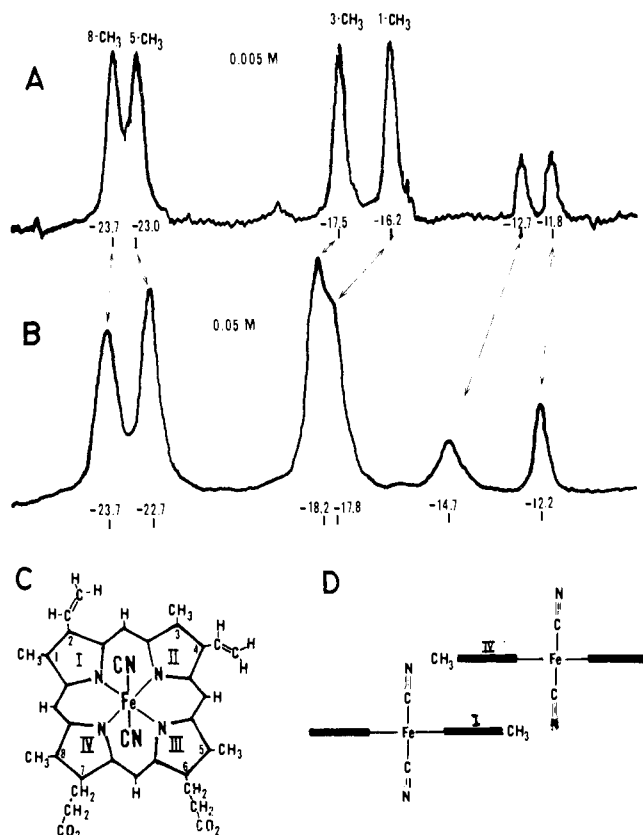 8-CH3 5-CH3 3-CH3 1-CH3
A 0.005 M
-23.7 -23.0 -17.5 -16.2 -12.7 -11.8
B 0.05 M
-23.7 -22.7 -18.2 -17.8 -14.7 -12.2
C
H
H C C-H
H-C H CH3
2 3 H
CH3 1 I II 4 C=C H
N CN N H
H Fe H
N CN N
CH3 8 IV III 5 CH3
7 6
CH2 H CH2
CH2 CH2
CO2 CO2
D
N
C
CH3 IV Fe
N C
C N
Fe I CH3
C
N